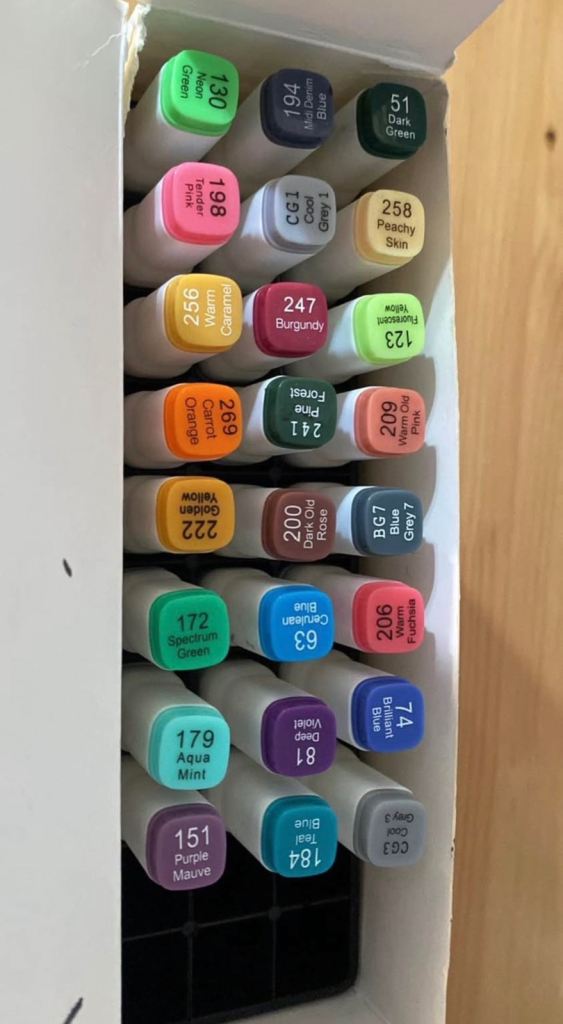 130
Neon
Green
194
Midi Denim
Blue
51
Dark
Green
198
Tender
Pink
CG1
Cool
Grey 1
258
Peachy
Skin
256
Warm
Caramel
247
Burgundy
123
Fluorescent
Yellow
269
Carrot
Orange
241
Pine
Forest
209
Warm Old
Pink
222
Golden
Yellow
200
Dark Old
Rose
BG7
Blue
Grey 7
172
Spectrum
Green
63
Cerulean
Blue
206
Warm
Fuchsia
179
Aqua
Mint
81
Deep
Violet
74
Brilliant
Blue
151
Purple
Mauve
184
Teal
Blue
CG3
Cool
Grey 3